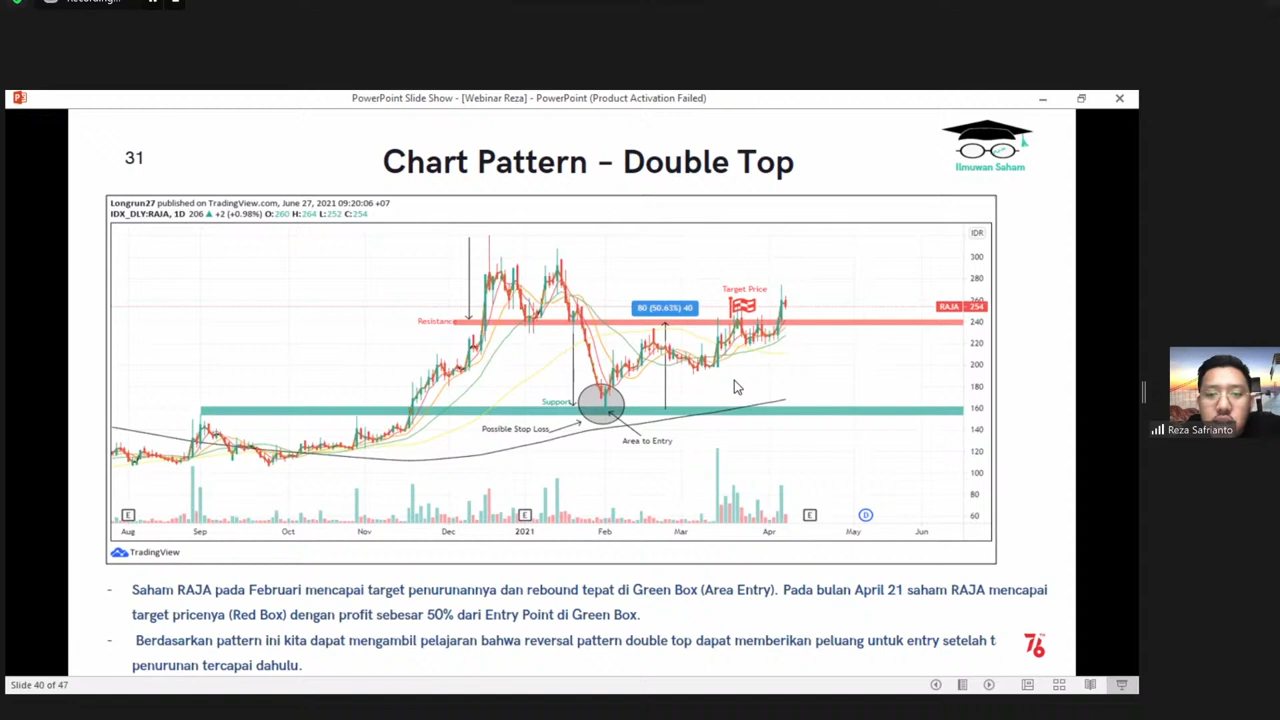 Recording...
PowerPoint Slide Show - [Webinar Reza] - PowerPoint (Product Activation Failed)
31
Chart Pattern – Double Top
Ilmuwan Saham
Longrun27 published on TradingView.com, June 27, 2021 09:20:06 +07
IDX_DLY:RAJA, 1D 206 ▲ +2 (+0.98%) O:260 H:264 L:252 C:254
IDR
300
280
260
RAJA 254
240
220
200
180
160
140
120
100
80
60
Target Price
80 (50.63%) 40
Resistance
Support
Possible Stop Loss
Area to Entry
E
E
E
D
Aug Sep Oct Nov Dec 2021 Feb Mar Apr May Jun
TradingView
- Saham RAJA pada Februari mencapai target penurunannya dan rebound tepat di Green Box (Area Entry). Pada bulan April 21 saham RAJA mencapai
target pricenya (Red Box) dengan profit sebesar 50% dari Entry Point di Green Box.
- Berdasarkan pattern ini kita dapat mengambil pelajaran bahwa reversal pattern double top dapat memberikan peluang untuk entry setelah t
penurunan tercapai dahulu.
76
Slide 40 of 47
Reza Safrianto